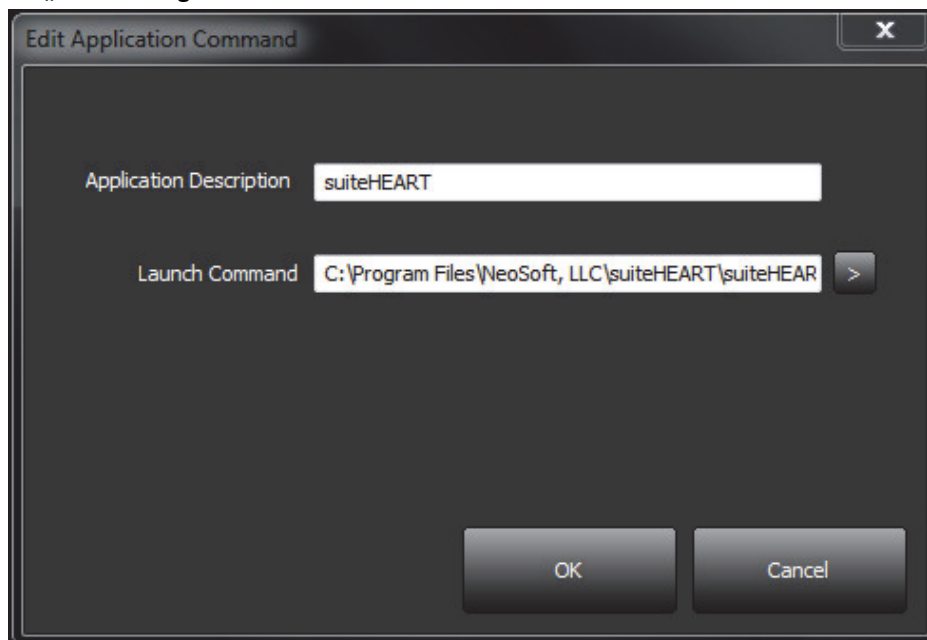 Edit Application Command
x
Application Description suiteHEART
Launch Command C:\Program Files\NeoSoft, LLC\suiteHEART\suiteHEAR >
OK Cancel